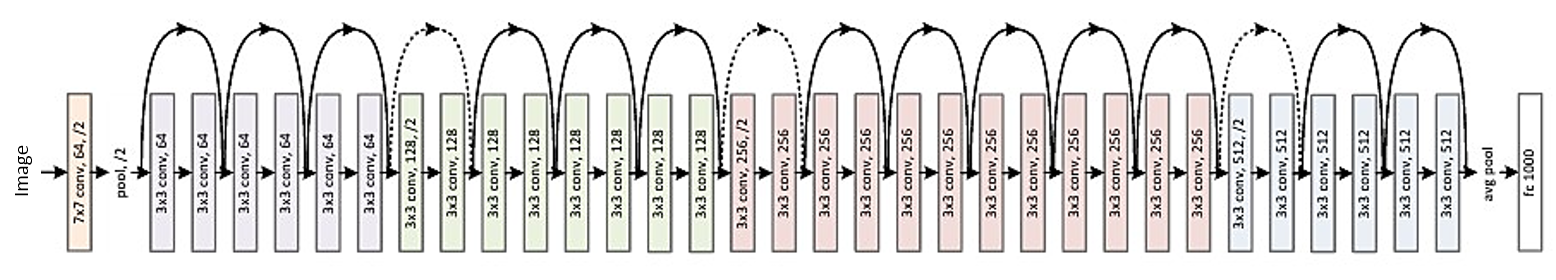 Image
7x7 conv, 64, /2
pool, /2
3x3 conv, 64
3x3 conv, 64
3x3 conv, 64
3x3 conv, 64
3x3 conv, 64
3x3 conv, 64
3x3 conv, 128, /2
3x3 conv, 128
3x3 conv, 128
3x3 conv, 128
3x3 conv, 128
3x3 conv, 128
3x3 conv, 128
3x3 conv, 128
3x3 conv, 256, /2
3x3 conv, 256
3x3 conv, 256
3x3 conv, 256
3x3 conv, 256
3x3 conv, 256
3x3 conv, 256
3x3 conv, 256
3x3 conv, 256
3x3 conv, 256
3x3 conv, 256
3x3 conv, 256
3x3 conv, 512, /2
3x3 conv, 512
3x3 conv, 512
3x3 conv, 512
3x3 conv, 512
3x3 conv, 512
avg pool
fc 1000